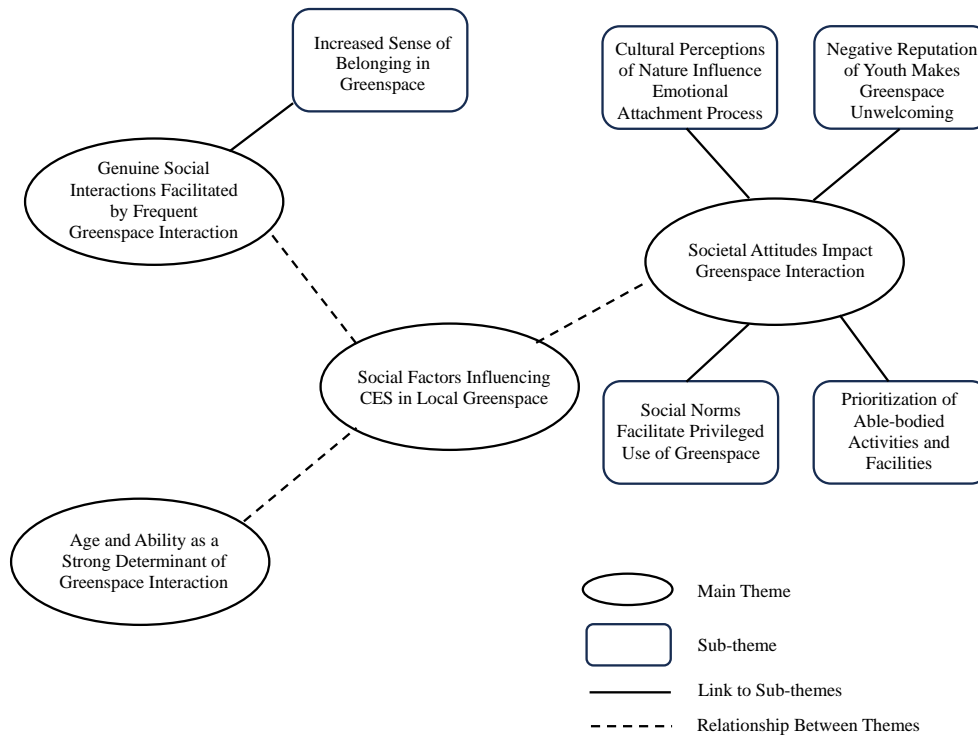 Increased Sense of
Belonging in
Greenspace
Cultural Perceptions
of Nature Influence
Emotional
Attachment Process
Negative Reputation
of Youth Makes
Greenspace
Unwelcoming
Genuine Social
Interactions Facilitated
by Frequent
Greenspace Interaction
Societal Attitudes Impact
Greenspace Interaction
Social Factors Influencing
CES in Local Greenspace
Social Norms
Facilitate Privileged
Use of Greenspace
Prioritization of
Able-bodied
Activities and
Facilities
Age and Ability as a
Strong Determinant of
Greenspace Interaction
Main Theme
Sub-theme
Link to Sub-themes
Relationship Between Themes